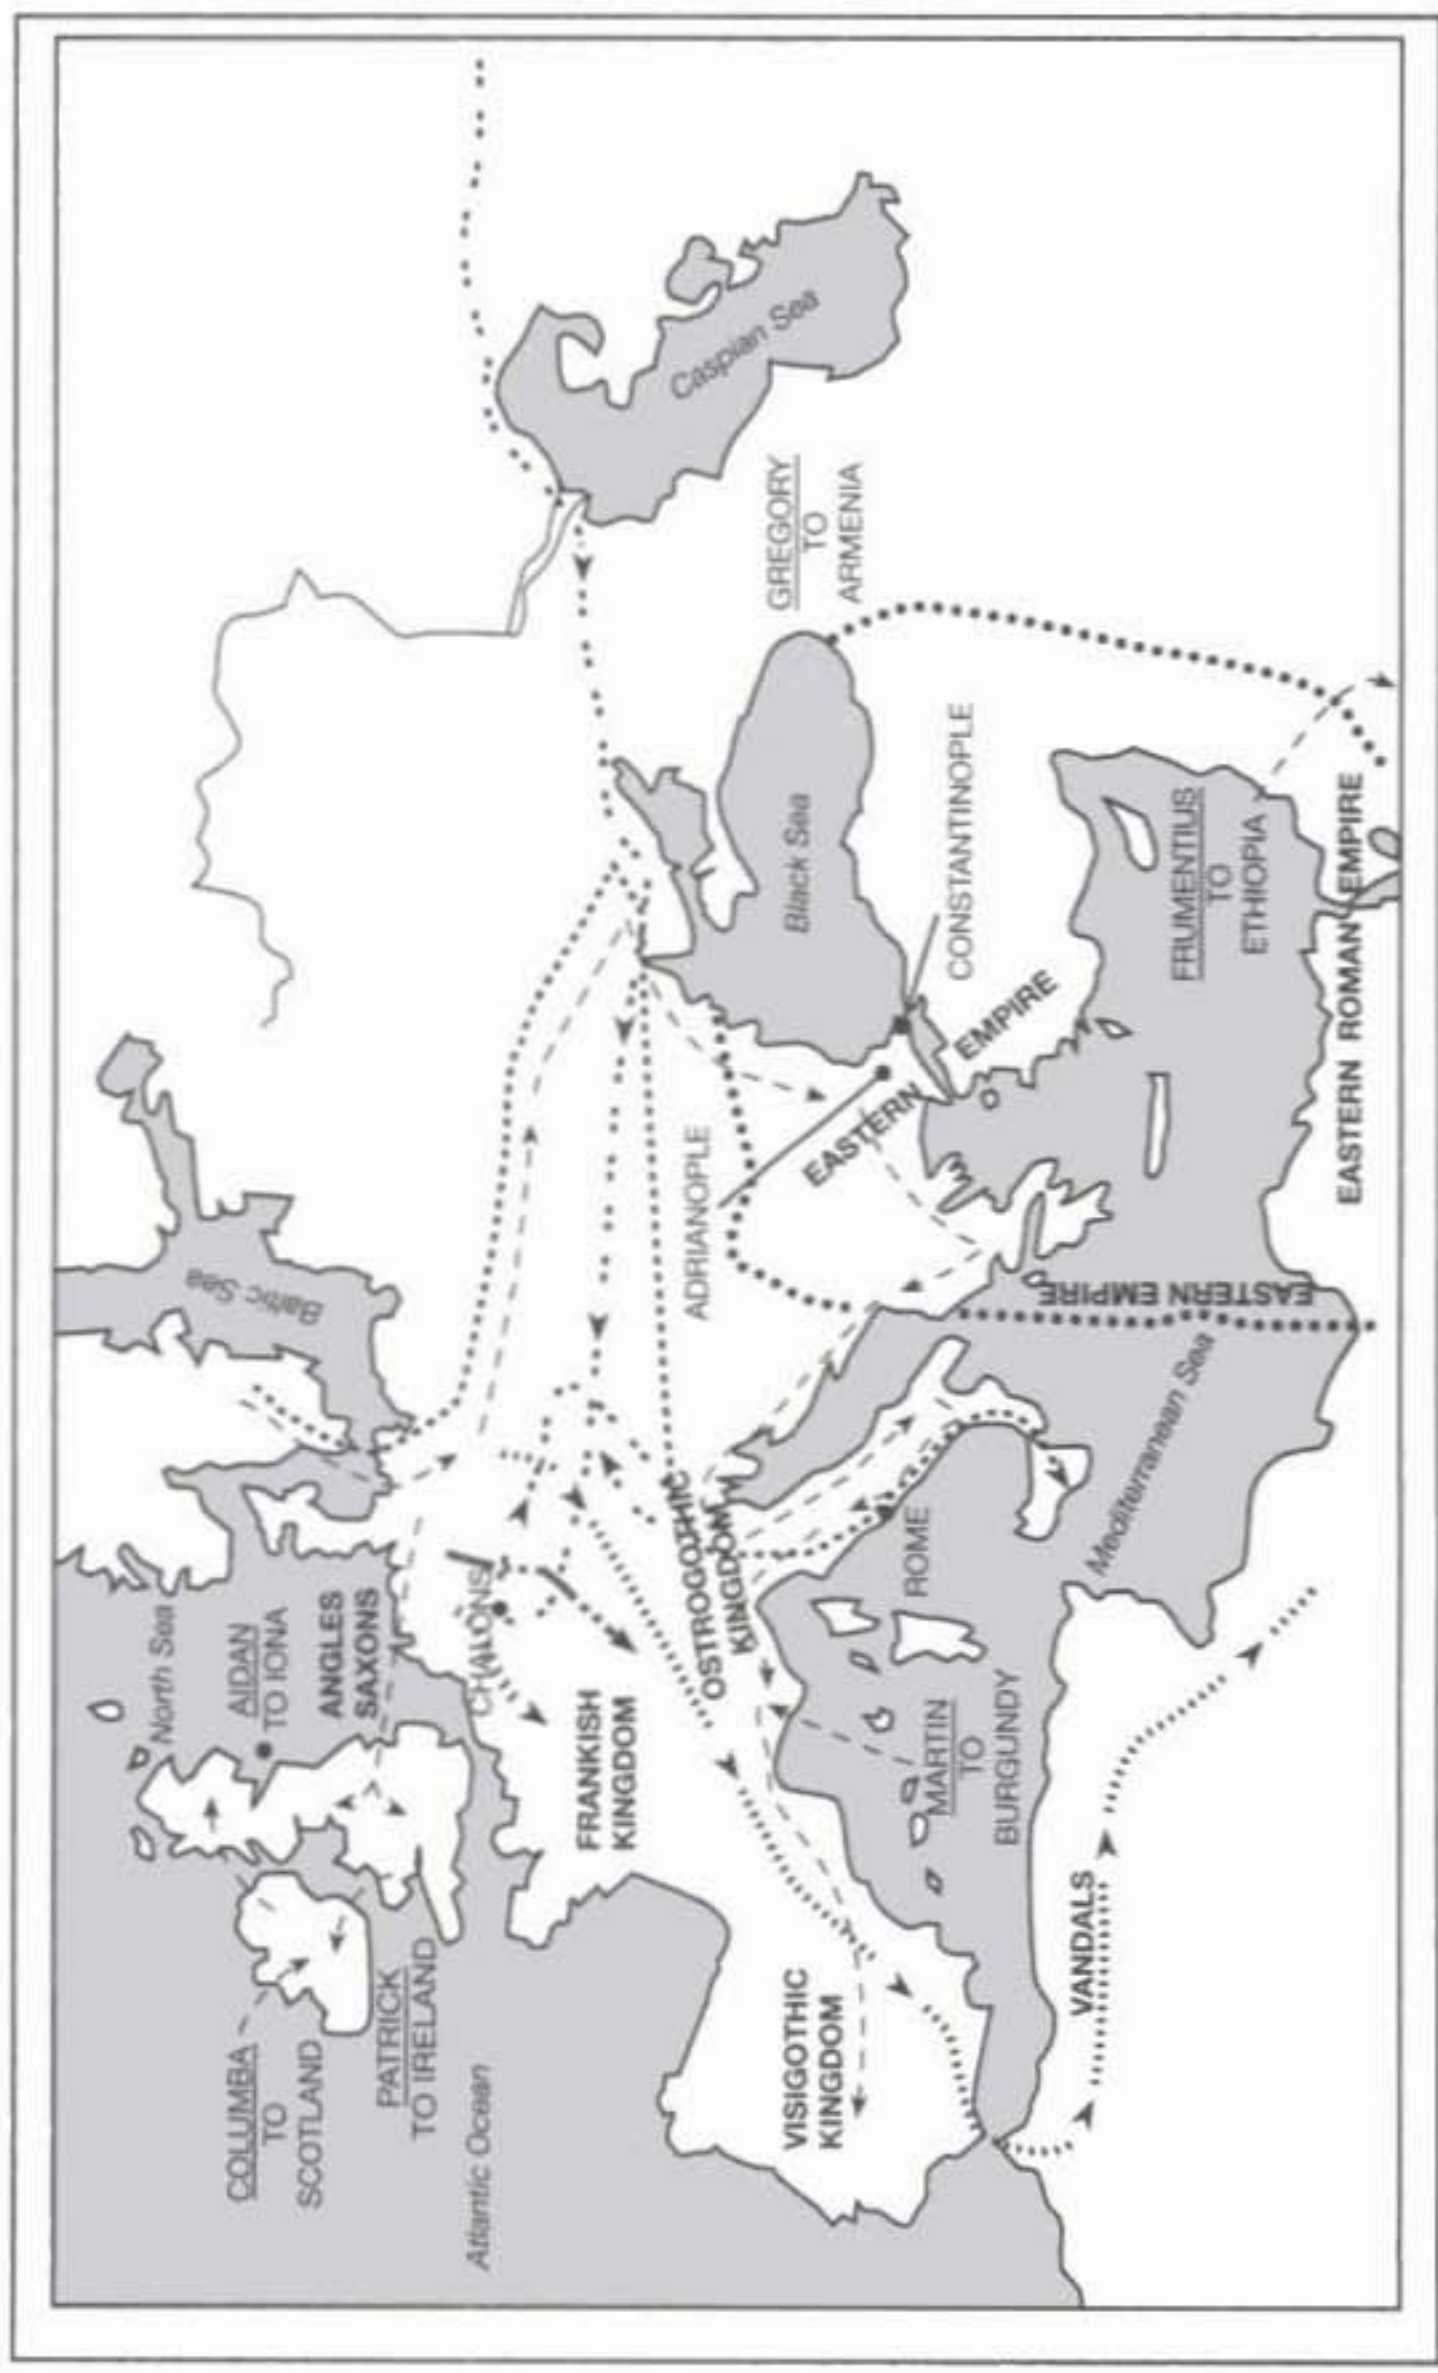 COLUMBA
TO
SCOTLAND
PATRICK
TO IRELAND
Atlantic Ocean
North Sea
AIDAN
TO IONA
ANGLES
SAXONS
Baltic Sea
CHALONS
FRANKISH
KINGDOM
VISIGOTHIC
KINGDOM
OSTROGOTHIC
KINGDOM
ADRIANOPLE
EASTERN
EMPIRE
CONSTANTINOPLE
Black Sea
Caspian Sea
GREGORY
TO
ARMENIA
ROME
MARTIN
TO
BURGUNDY
VANDALS
Mediterranean Sea
EASTERN EMPIRE
FRUMENTIUS
TO
ETHIOPIA
EASTERN ROMAN EMPIRE